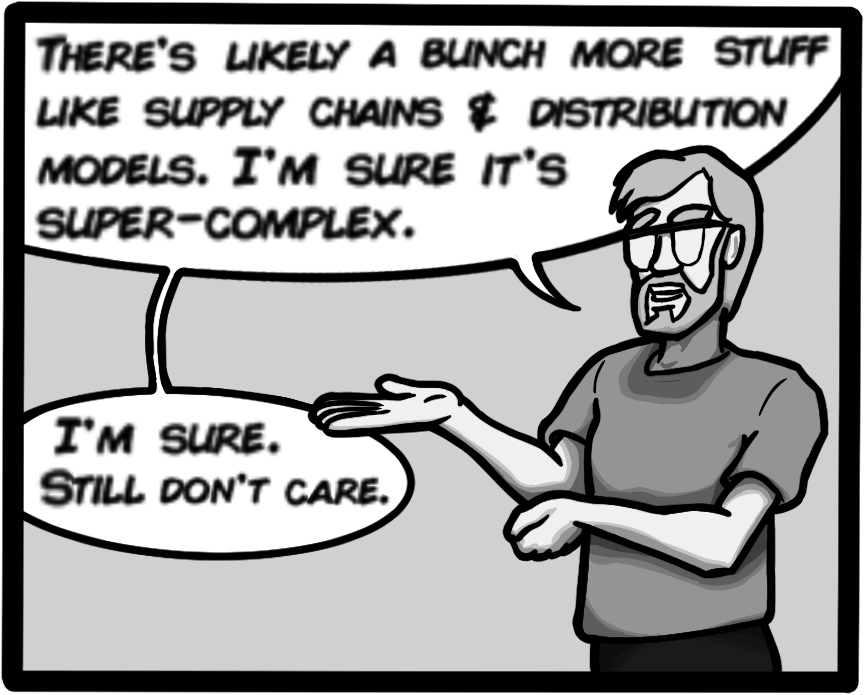 THERE'S LIKELY A BUNCH MORE STUFF
LIKE SUPPLY CHAINS & DISTRIBUTION
MODELS. I'M SURE IT'S
SUPER-COMPLEX.
I'M SURE.
STILL DON'T CARE.